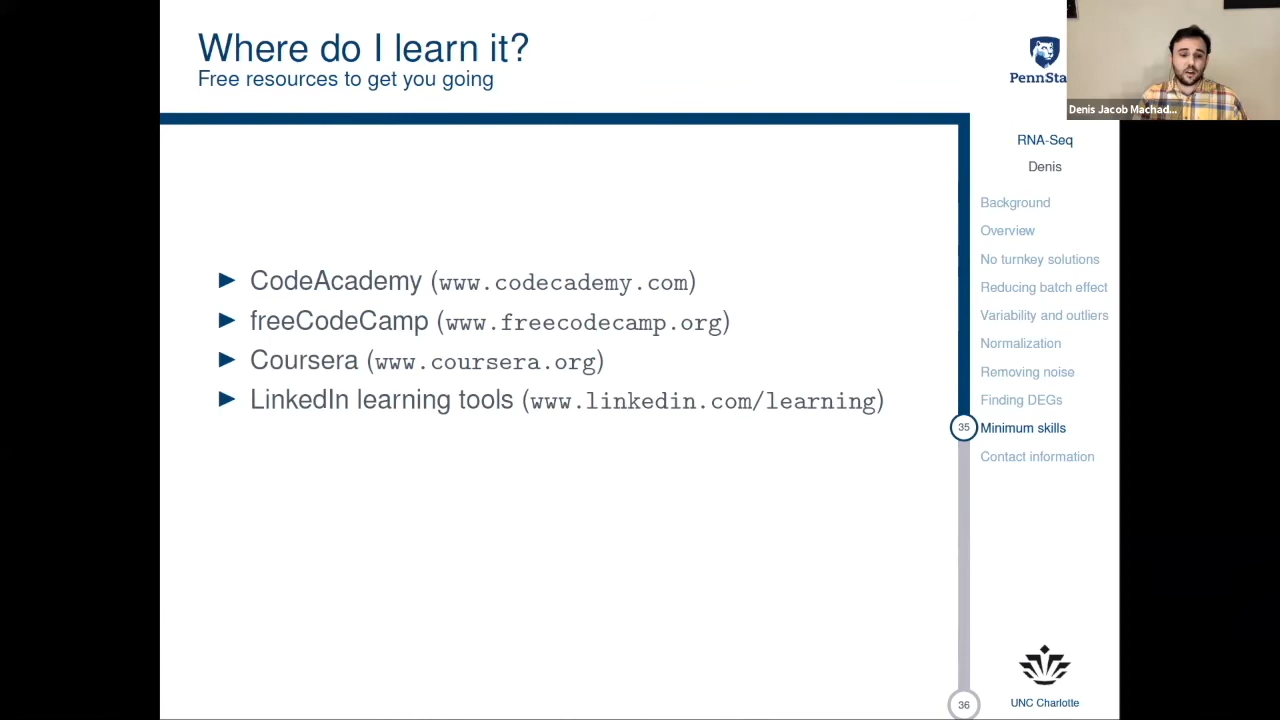 Where do I learn it?
Free resources to get you going
► CodeAcademy (www.codecademy.com)
► freeCodeCamp (www.freecodecamp.org)
► Coursera (www.coursera.org)
► LinkedIn learning tools (www.linkedin.com/learning)
PennSta
Denis Jacob Machad...
RNA-Seq
Denis
Background
Overview
No turnkey solutions
Reducing batch effect
Variability and outliers
Normalization
Removing noise
Finding DEGs
35 Minimum skills
Contact information
36
UNC Charlotte